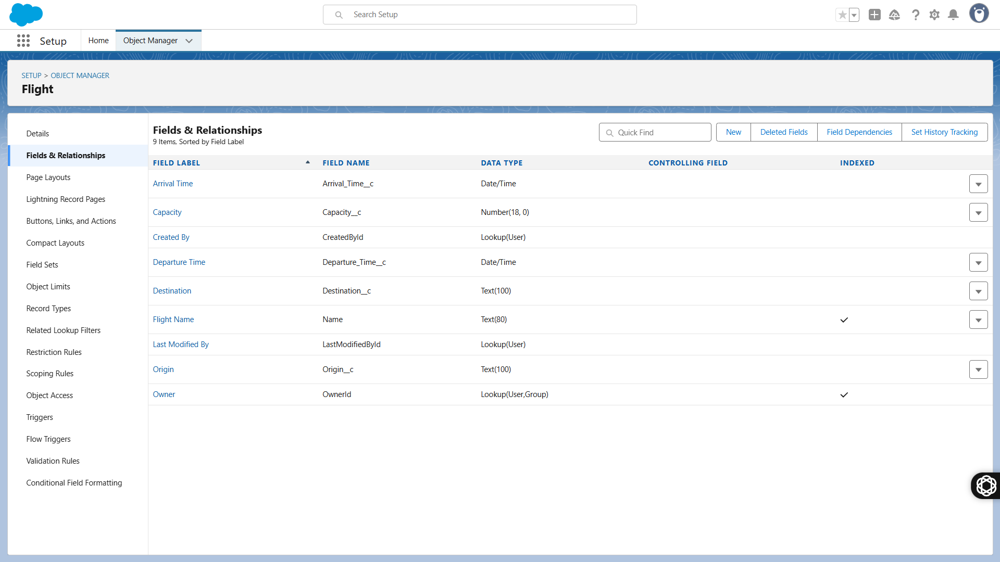 Search Setup
Setup
Home
Object Manager
SETUP > OBJECT MANAGER
Flight
Details
Fields & Relationships
Page Layouts
Lightning Record Pages
Buttons, Links, and Actions
Compact Layouts
Field Sets
Object Limits
Record Types
Related Lookup Filters
Restriction Rules
Scoping Rules
Object Access
Triggers
Flow Triggers
Validation Rules
Conditional Field Formatting
Fields & Relationships
9 Items, Sorted by Field Label
Quick Find
New
Deleted Fields
Field Dependencies
Set History Tracking
FIELD LABEL FIELD NAME DATA TYPE CONTROLLING FIELD INDEXED
Arrival Time Arrival_Time__c Date/Time
Capacity Capacity__c Number(18, 0)
Created By CreatedById Lookup(User)
Departure Time Departure_Time__c Date/Time
Destination Destination__c Text(100)
Flight Name Name Text(80)
Last Modified By LastModifiedById Lookup(User)
Origin Origin__c Text(100)
Owner OwnerId Lookup(User,Group)